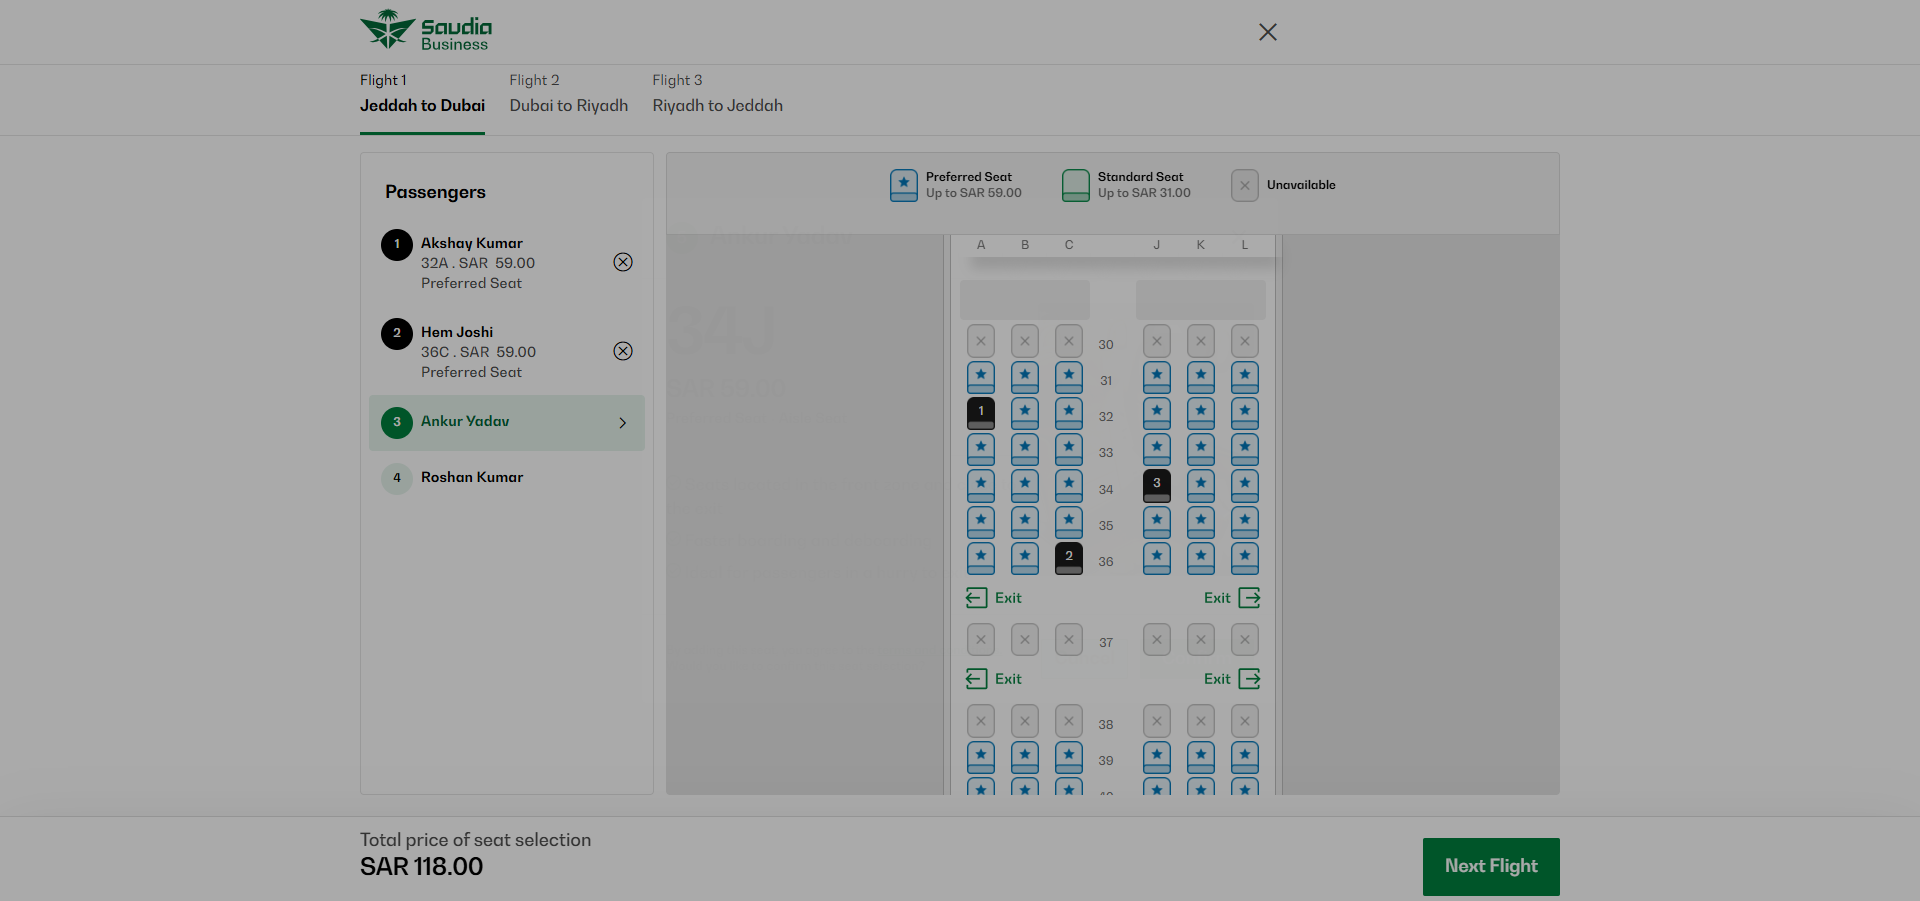 Saudia
Business
Flight 1
Jeddah to Dubai
Flight 2
Dubai to Riyadh
Flight 3
Riyadh to Jeddah
Passengers
1
Akshay Kumar
32A . SAR 59.00
Preferred Seat
2
Hem Joshi
36C . SAR 59.00
Preferred Seat
3
Ankur Yadav
4
Roshan Kumar
Preferred Seat
Up to SAR 59.00
Standard Seat
Up to SAR 31.00
Unavailable
34J
SAR 59.00
A B C J K L
30
31
1 32
33
34 3
35
2 36
Exit Exit
37
Exit Exit
38
39
Total price of seat selection
SAR 118.00
Next Flight